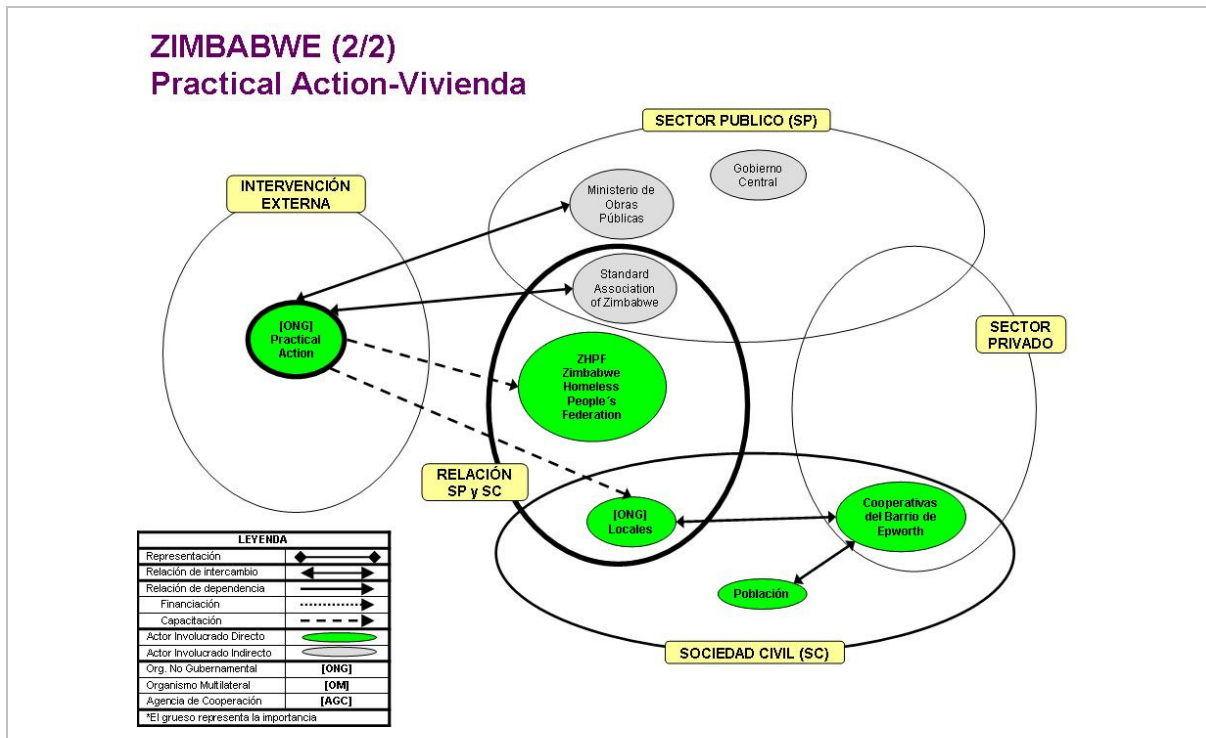 ZIMBABWE (2/2)
Practical Action-Vivienda
SECTOR PUBLICO (SP)
Gobierno
Central
INTERVENCIÓN
EXTERNA
Ministerio de
Obras
Públicas
Standard
Association
of Zimbabwe
[ONG]
Practical
Action
SECTOR
PRIVADO
ZHPF
Zimbabwe
Homeless
People´s
Federation
RELACIÓN
SP y SC
[ONG]
Locales
Cooperativas
del Barrio de
Epworth
Población
SOCIEDAD CIVIL (SC)
LEYENDA
Representación
Relación de intercambio
Relación de dependencia
Financiación
Capacitación
Actor Involucrado Directo
Actor Involucrado Indirecto
Org. No Gubernamental [ONG]
Organismo Multilateral [OM]
Agencia de Cooperación [AGC]
*El grueso representa la importancia